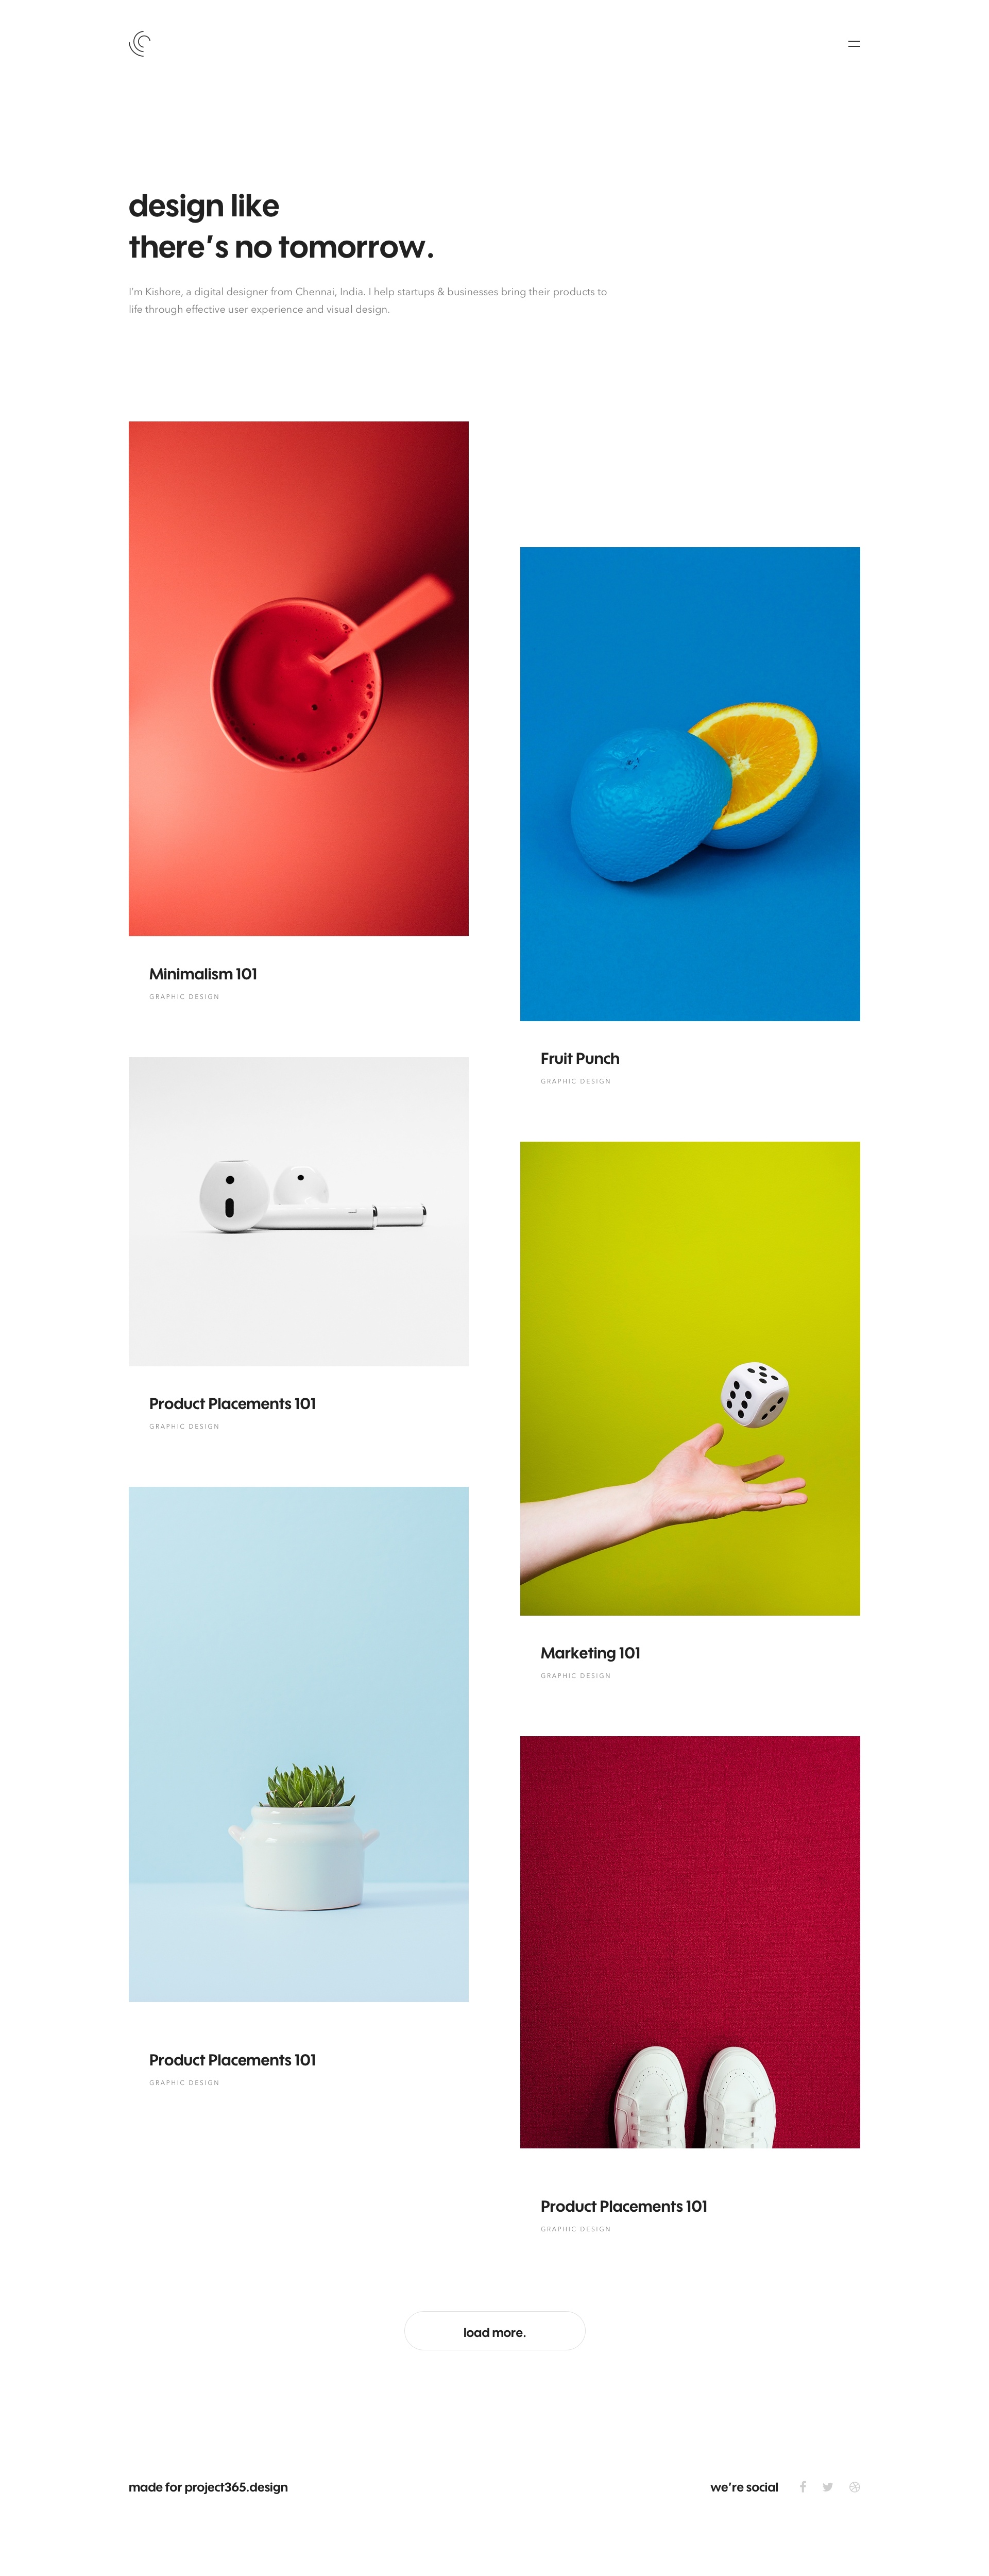 design like
there's no tomorrow.
I'm Kishore, a digital designer from Chennai, India. I help startups & businesses bring their products to
life through effective user experience and visual design.
Minimalism 101
GRAPHIC DESIGN
Fruit Punch
GRAPHIC DESIGN
Product Placements 101
GRAPHIC DESIGN
Marketing 101
GRAPHIC DESIGN
Product Placements 101
GRAPHIC DESIGN
Product Placements 101
GRAPHIC DESIGN
load more.
made for project365.design
we're social